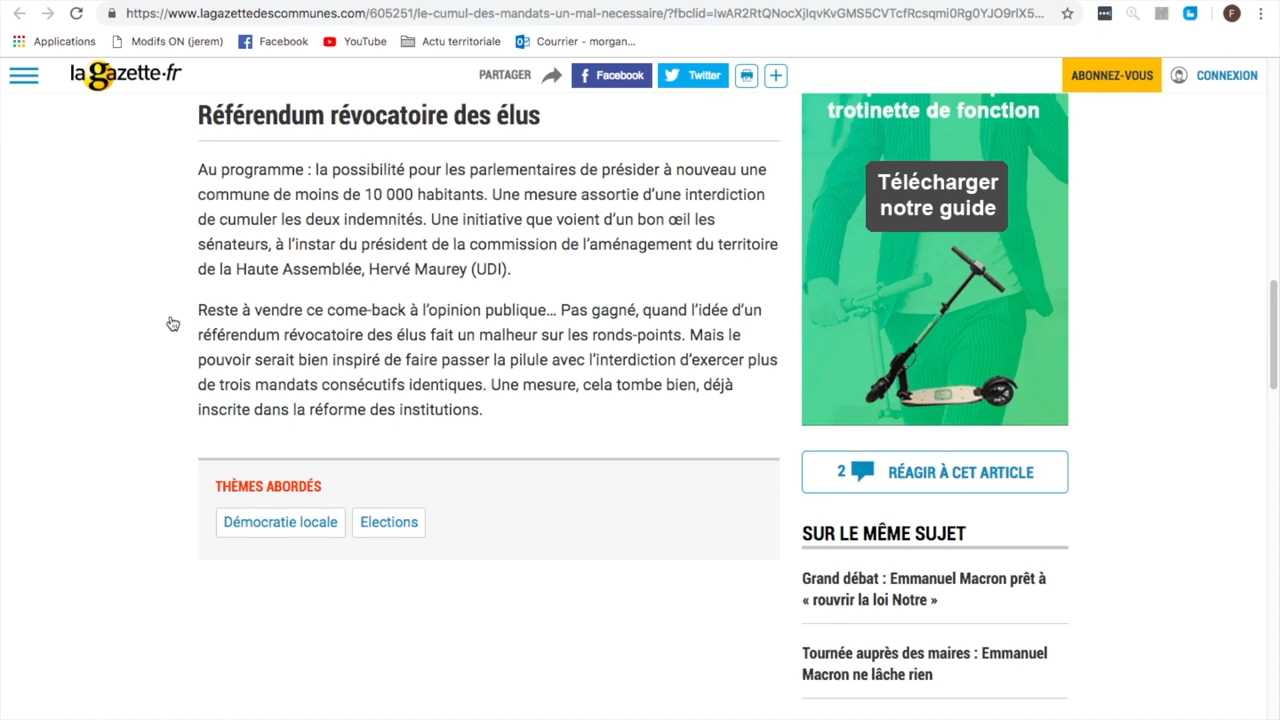 https://www.lagazettedescommunes.com/605251/le-cumul-des-mandats-un-mal-necessaire/?fbclid=IwAR2RtQNocXjlqvKvGMS5CVTcfRcsqmi0Rg0YJO9rlX5...
F
Applications
Modifs ON (jerem)
Facebook
YouTube
Actu territoriale
Courrier - morgan...
la gazette.fr
PARTAGER
Facebook
Twitter
ABONNEZ-VOUS
CONNEXION
Référendum révocatoire des élus
Au programme : la possibilité pour les parlementaires de présider à nouveau une
commune de moins de 10 000 habitants. Une mesure assortie d’une interdiction
de cumuler les deux indemnités. Une initiative que voient d’un bon œil les
sénateurs, à l’instar du président de la commission de l’aménagement du territoire
de la Haute Assemblée, Hervé Maurey (UDI).
Reste à vendre ce come-back à l’opinion publique… Pas gagné, quand l’idée d’un
référendum révocatoire des élus fait un malheur sur les ronds-points. Mais le
pouvoir serait bien inspiré de faire passer la pilule avec l’interdiction d’exercer plus
de trois mandats consécutifs identiques. Une mesure, cela tombe bien, déjà
inscrite dans la réforme des institutions.
THÈMES ABORDÉS
Démocratie locale
Elections
trotinette de fonction
Télécharger
notre guide
2 RÉAGIR À CET ARTICLE
SUR LE MÊME SUJET
Grand débat : Emmanuel Macron prêt à
« rouvrir la loi Notre »
Tournée auprès des maires : Emmanuel
Macron ne lâche rien